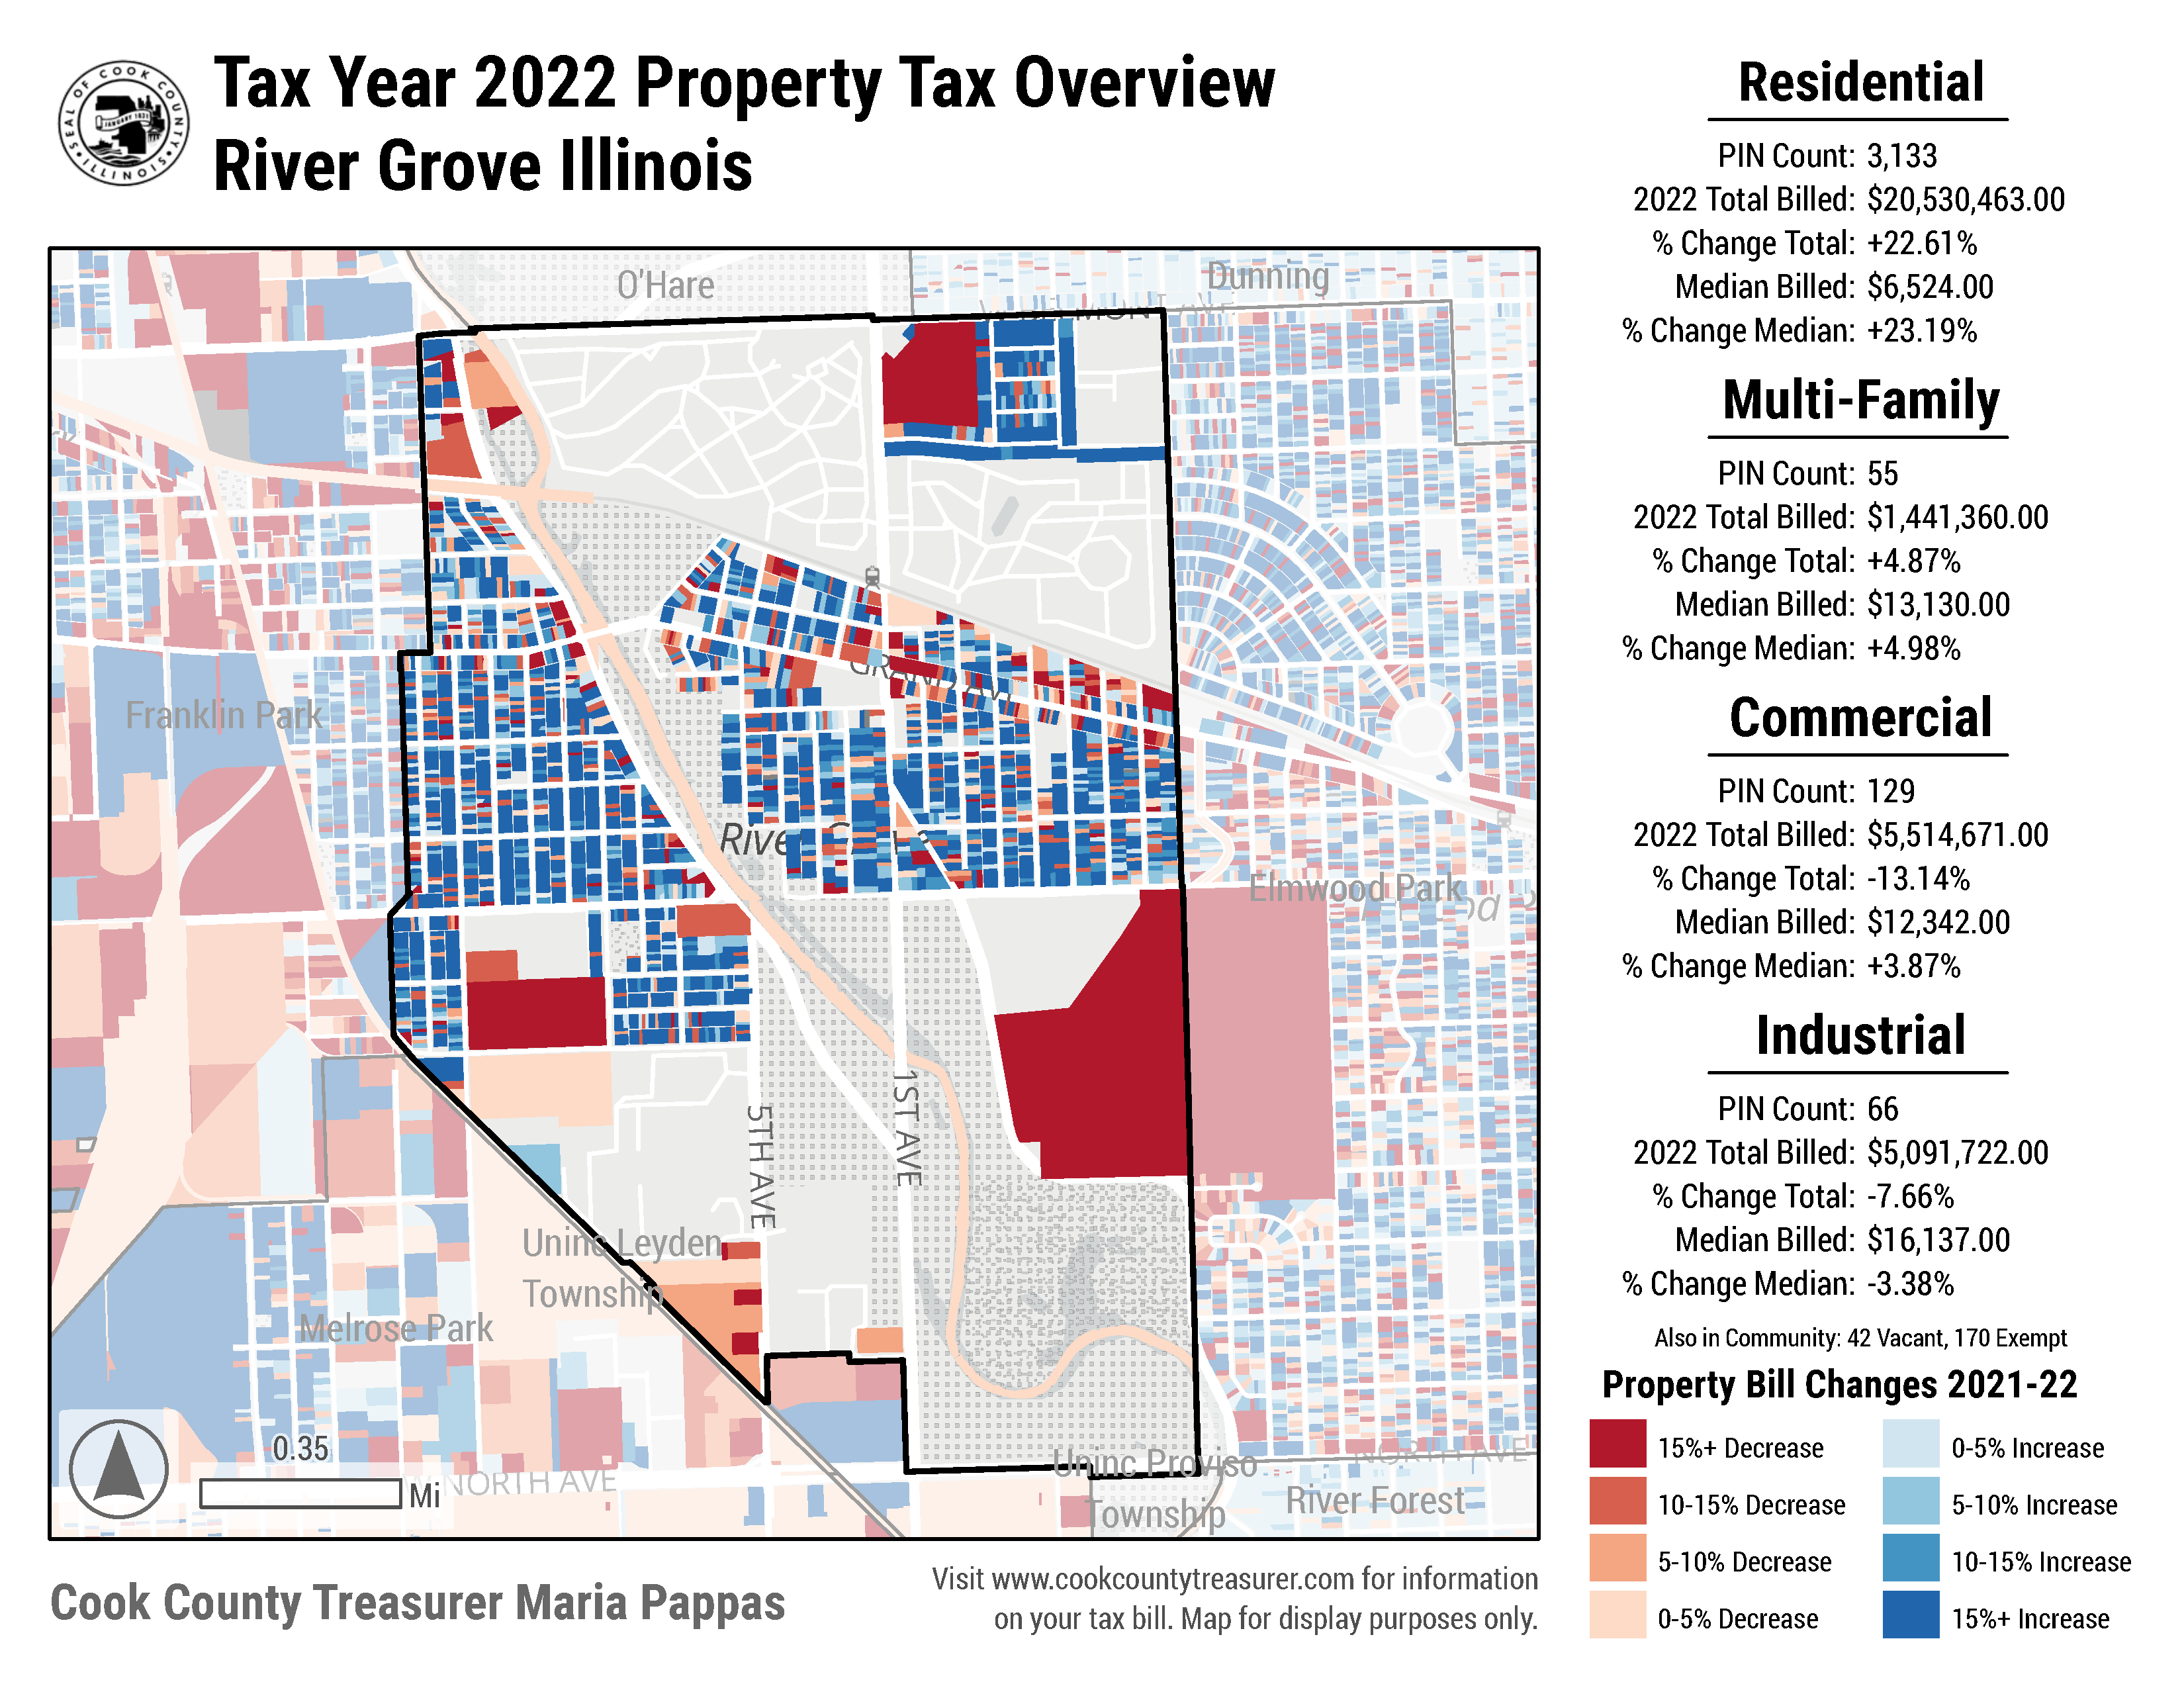 SEAL OF COOK COUNTY
ILLINOIS
JANUARY 1831
Tax Year 2022 Property Tax Overview
River Grove Illinois
O'Hare
Dunning
GRAND AVE
Franklin Park
River Grove
Elmwood Park
1ST AVE
5TH AVE
Uninc Leyden
Township
Melrose Park
0.35
Mi
NORTH AVE
Uninc Proviso
Township
NORTH AVE
River Forest
Cook County Treasurer Maria Pappas
Visit www.cookcountytreasurer.com for information
on your tax bill. Map for display purposes only.
Residential
PIN Count: 3,133
2022 Total Billed: $20,530,463.00
% Change Total: +22.61%
Median Billed: $6,524.00
% Change Median: +23.19%
Multi-Family
PIN Count: 55
2022 Total Billed: $1,441,360.00
% Change Total: +4.87%
Median Billed: $13,130.00
% Change Median: +4.98%
Commercial
PIN Count: 129
2022 Total Billed: $5,514,671.00
% Change Total: -13.14%
Median Billed: $12,342.00
% Change Median: +3.87%
Industrial
PIN Count: 66
2022 Total Billed: $5,091,722.00
% Change Total: -7.66%
Median Billed: $16,137.00
% Change Median: -3.38%
Also in Community: 42 Vacant, 170 Exempt
Property Bill Changes 2021-22
15%+ Decrease
10-15% Decrease
5-10% Decrease
0-5% Decrease
0-5% Increase
5-10% Increase
10-15% Increase
15%+ Increase